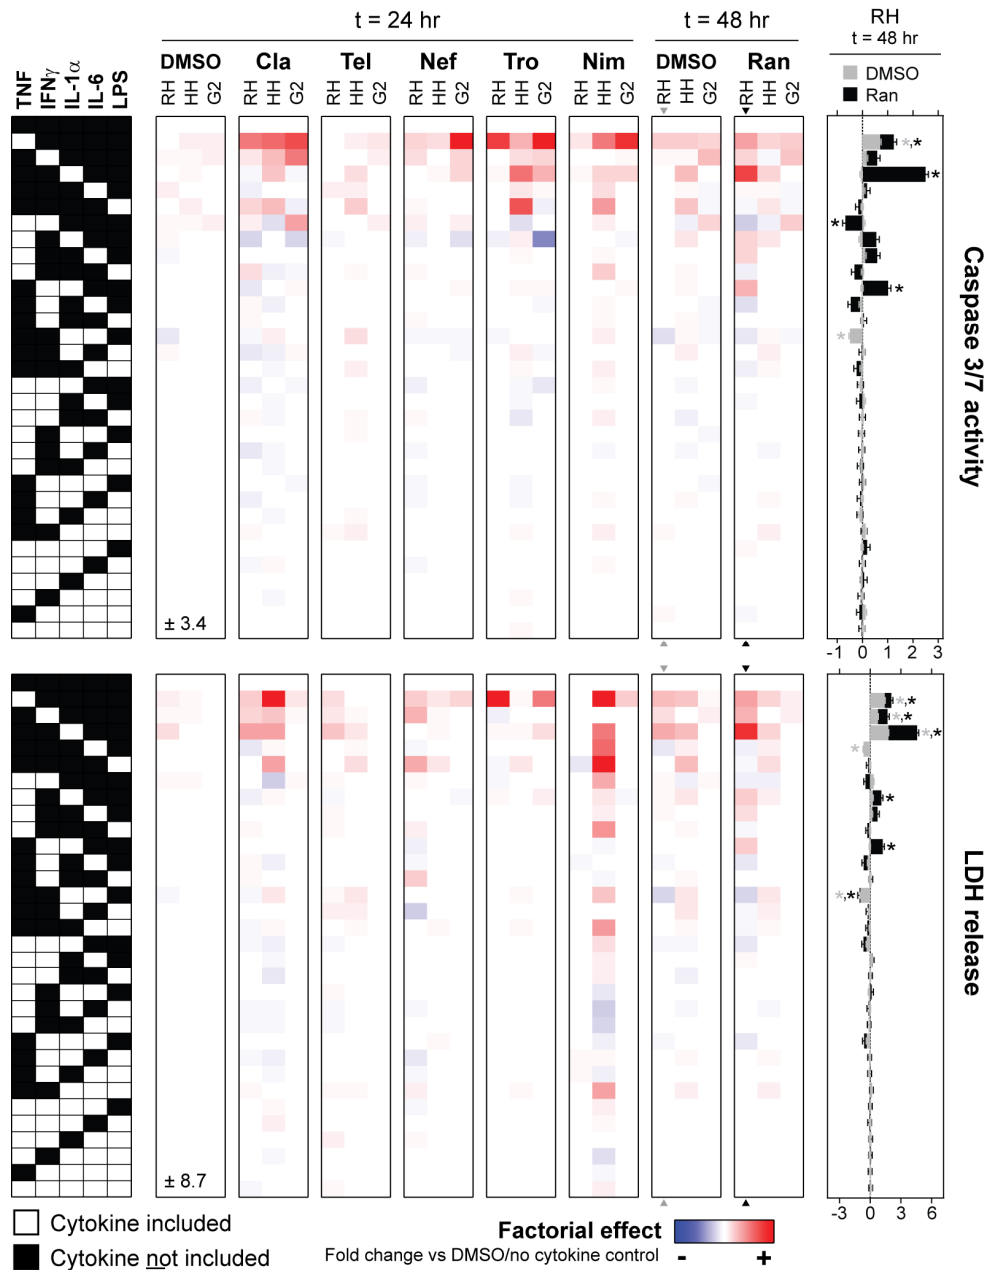 t = 24 hr
t = 48 hr
RH
t = 48 hr
DMSO
Cla
Tel
Nef
Tro
Nim
DMSO
Ran
DMSO
Ran
TNF
IFNγ
IL-1α
IL-6
LPS
RH
HH
G2
RH
HH
G2
RH
HH
G2
RH
HH
G2
RH
HH
G2
RH
HH
G2
RH
HH
G2
RH
HH
G2
*,*
*
*
*
*
± 3.4
-1 0 1 2 3
Caspase 3/7 activity
*,*
*,*
*,*
*
*
*
*,*
± 8.7
-3 0 3 6
LDH release
Cytokine included
Cytokine not included
Factorial effect
Fold change vs DMSO/no cytokine control
- +